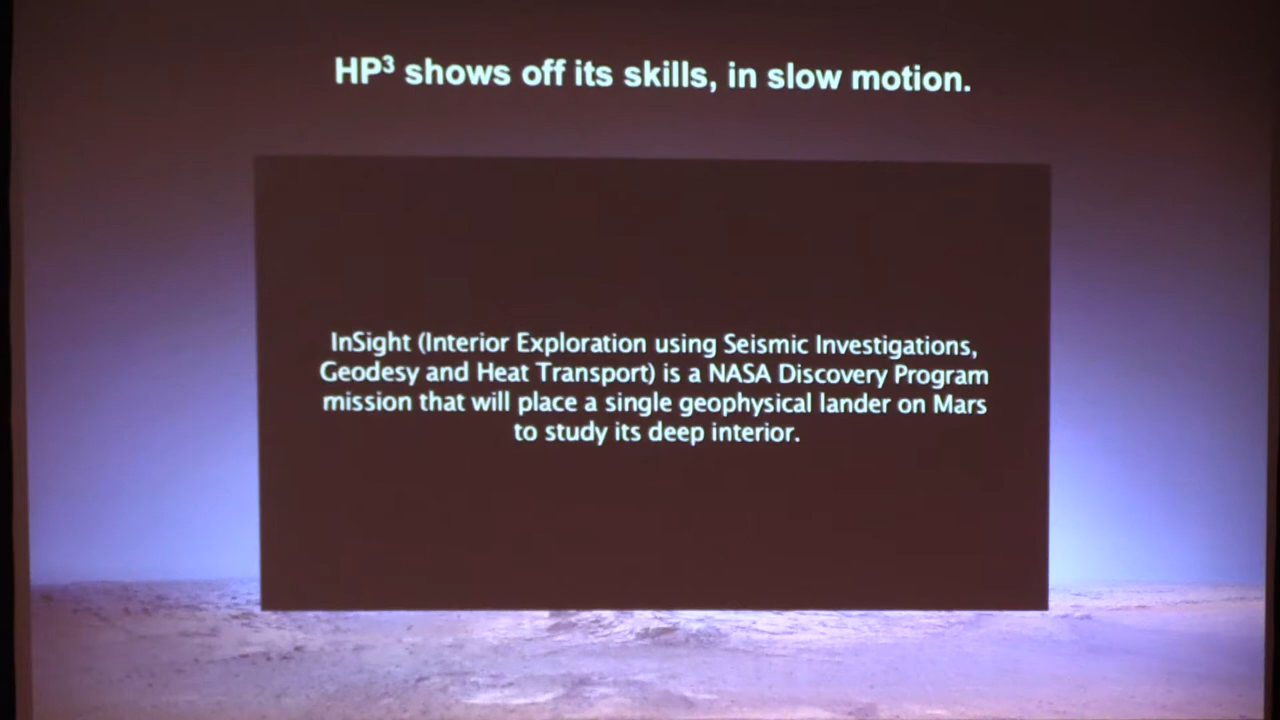 HP³ shows off its skills, in slow motion.
InSight (Interior Exploration using Seismic Investigations,
Geodesy and Heat Transport) is a NASA Discovery Program
mission that will place a single geophysical lander on Mars
to study its deep interior.